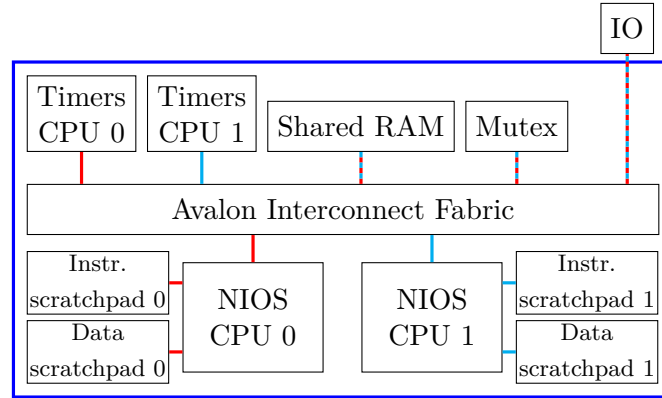 IO
Timers
CPU 0
Timers
CPU 1
Shared RAM
Mutex
Avalon Interconnect Fabric
Instr.
scratchpad 0
Data
scratchpad 0
NIOS
CPU 0
NIOS
CPU 1
Instr.
scratchpad 1
Data
scratchpad 1